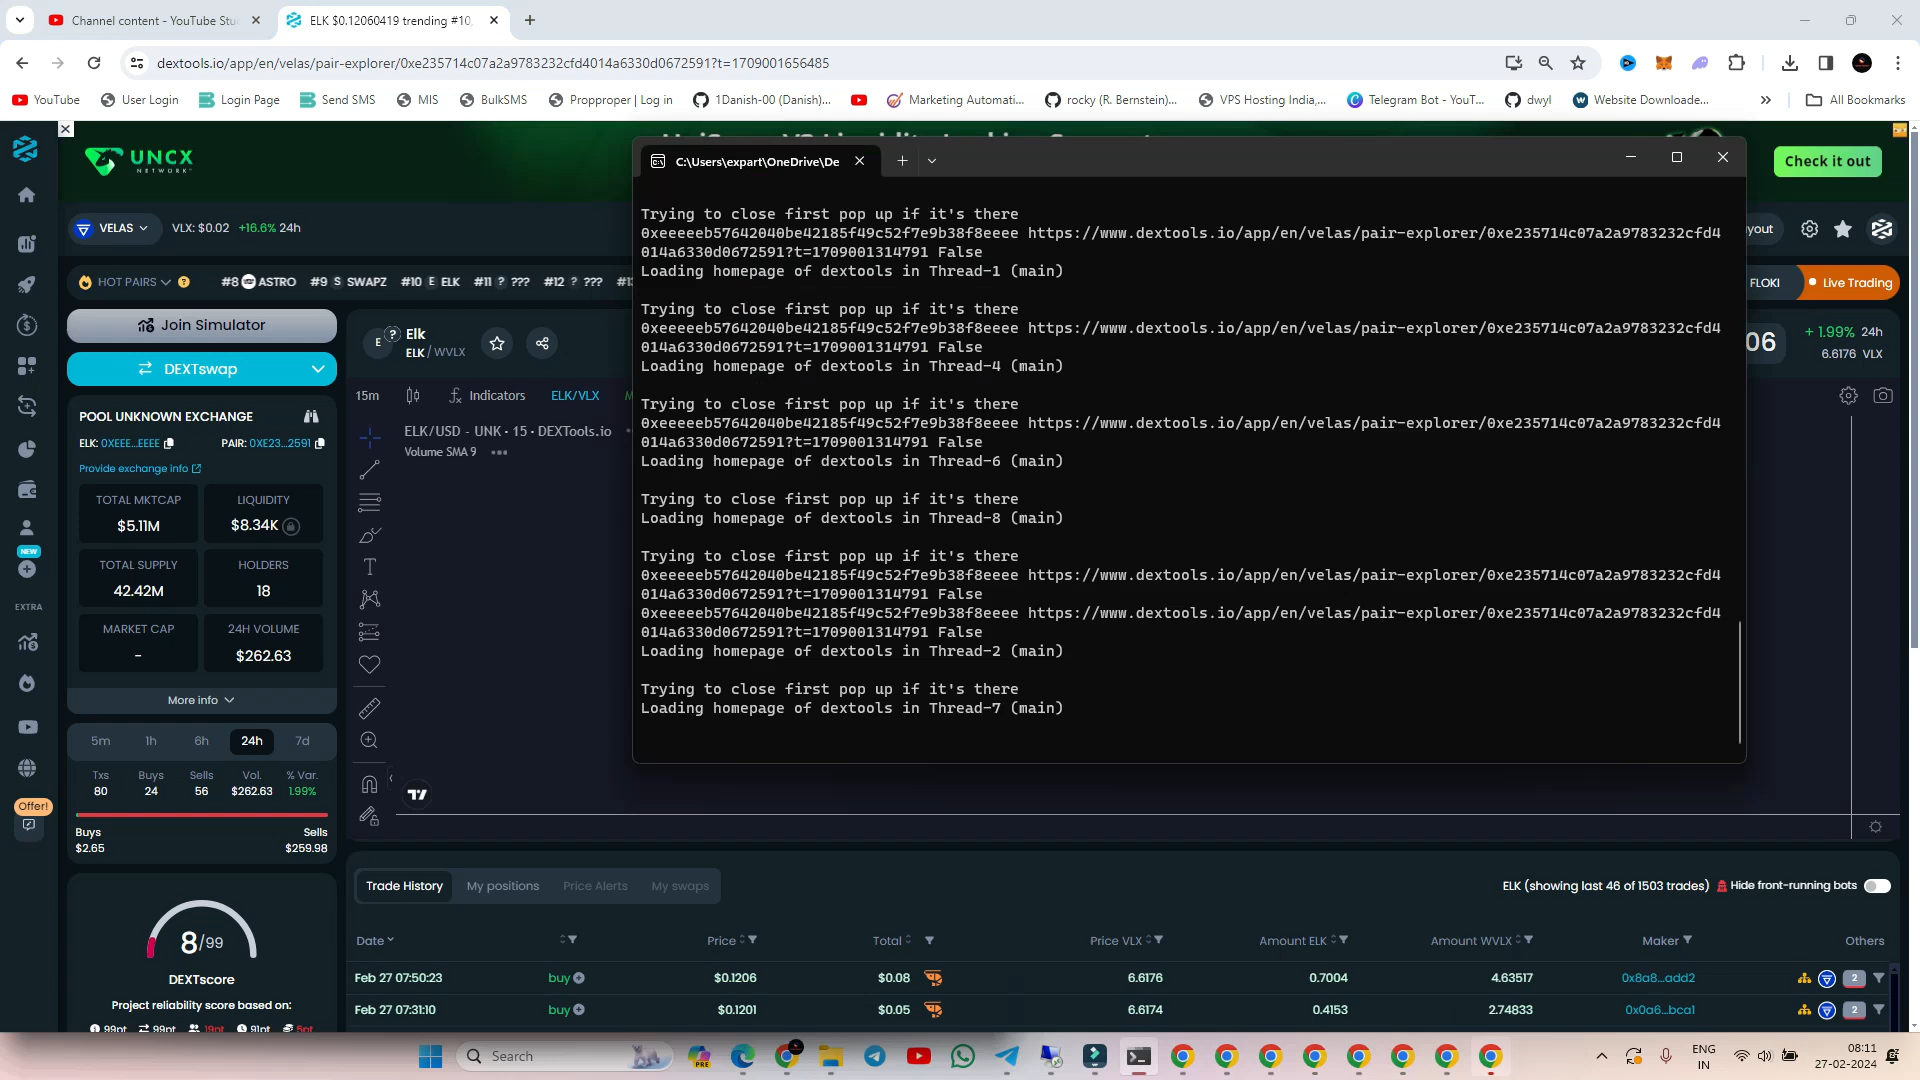 Channel content - YouTube Stu
ELK $0.12060419 trending #10,
dextools.io/app/en/velas/pair-explorer/0xe235714c07a2a9783232cfd4014a6330d0672591?t=1709001656485
YouTube
User Login
Login Page
Send SMS
MIS
BulkSMS
Propproper | Log in
1Danish-00 (Danish)...
Marketing Automati...
rocky (R. Bernstein)...
VPS Hosting India,...
Telegram Bot - YouT...
dwyl
Website Downloade...
All Bookmarks
UNCX
NETWORK
Check it out
VELAS
VLX: $0.02 +16.6% 24h
yout
HOT PAIRS
#8 ASTRO
#9 S SWAPZ
#10 E ELK
#11 ? ???
#12 ? ???
FLOKI
Live Trading
Join Simulator
DEXTswap
E
?
Elk
ELK / WVLX
06
+ 1.99% 24h
6.6176 VLX
15m
Indicators
ELK/VLX
ELK/USD - UNK • 15 • DEXTools.io
Volume SMA 9
POOL UNKNOWN EXCHANGE
ELK: 0XEEE...EEEE
PAIR: 0XE23...2591
Provide exchange info
TOTAL MKTCAP
$5.11M
LIQUIDITY
$8.34K
TOTAL SUPPLY
42.42M
HOLDERS
18
MARKET CAP
-
24H VOLUME
$262.63
More info
5m 1h 6h 24h 7d
Txs Buys Sells Vol. % Var.
80 24 56 $262.63 1.99%
Buys Sells
$2.65 $259.98
8/99
DEXTscore
Project reliability score based on:
99pt 99pt 19pt 91pt 5pt
NEW
EXTRA
Offer!
C:\Users\expart\OneDrive\De
Trying to close first pop up if it's there
0xeeeeeb57642040be42185f49c52f7e9b38f8eeee https://www.dextools.io/app/en/velas/pair-explorer/0xe235714c07a2a9783232cfd4
014a6330d0672591?t=1709001314791 False
Loading homepage of dextools in Thread-1 (main)
Trying to close first pop up if it's there
0xeeeeeb57642040be42185f49c52f7e9b38f8eeee https://www.dextools.io/app/en/velas/pair-explorer/0xe235714c07a2a9783232cfd4
014a6330d0672591?t=1709001314791 False
Loading homepage of dextools in Thread-4 (main)
Trying to close first pop up if it's there
0xeeeeeb57642040be42185f49c52f7e9b38f8eeee https://www.dextools.io/app/en/velas/pair-explorer/0xe235714c07a2a9783232cfd4
014a6330d0672591?t=1709001314791 False
Loading homepage of dextools in Thread-6 (main)
Trying to close first pop up if it's there
Loading homepage of dextools in Thread-8 (main)
Trying to close first pop up if it's there
0xeeeeeb57642040be42185f49c52f7e9b38f8eeee https://www.dextools.io/app/en/velas/pair-explorer/0xe235714c07a2a9783232cfd4
014a6330d0672591?t=1709001314791 False
0xeeeeeb57642040be42185f49c52f7e9b38f8eeee https://www.dextools.io/app/en/velas/pair-explorer/0xe235714c07a2a9783232cfd4
014a6330d0672591?t=1709001314791 False
Loading homepage of dextools in Thread-2 (main)
Trying to close first pop up if it's there
Loading homepage of dextools in Thread-7 (main)
Trade History
My positions
Price Alerts
My swaps
ELK (showing last 46 of 1503 trades)
Hide front-running bots
Date Price Total Price VLX Amount ELK Amount WVLX Maker Others
Feb 27 07:50:23 buy $0.1206 $0.08 6.6176 0.7004 4.63517 0x8a8...add2 2
Feb 27 07:31:10 buy $0.1201 $0.05 6.6174 0.4153 2.74833 0x0a6...bca1 2
Search
PRE
ENG
IN
08:11
27-02-2024